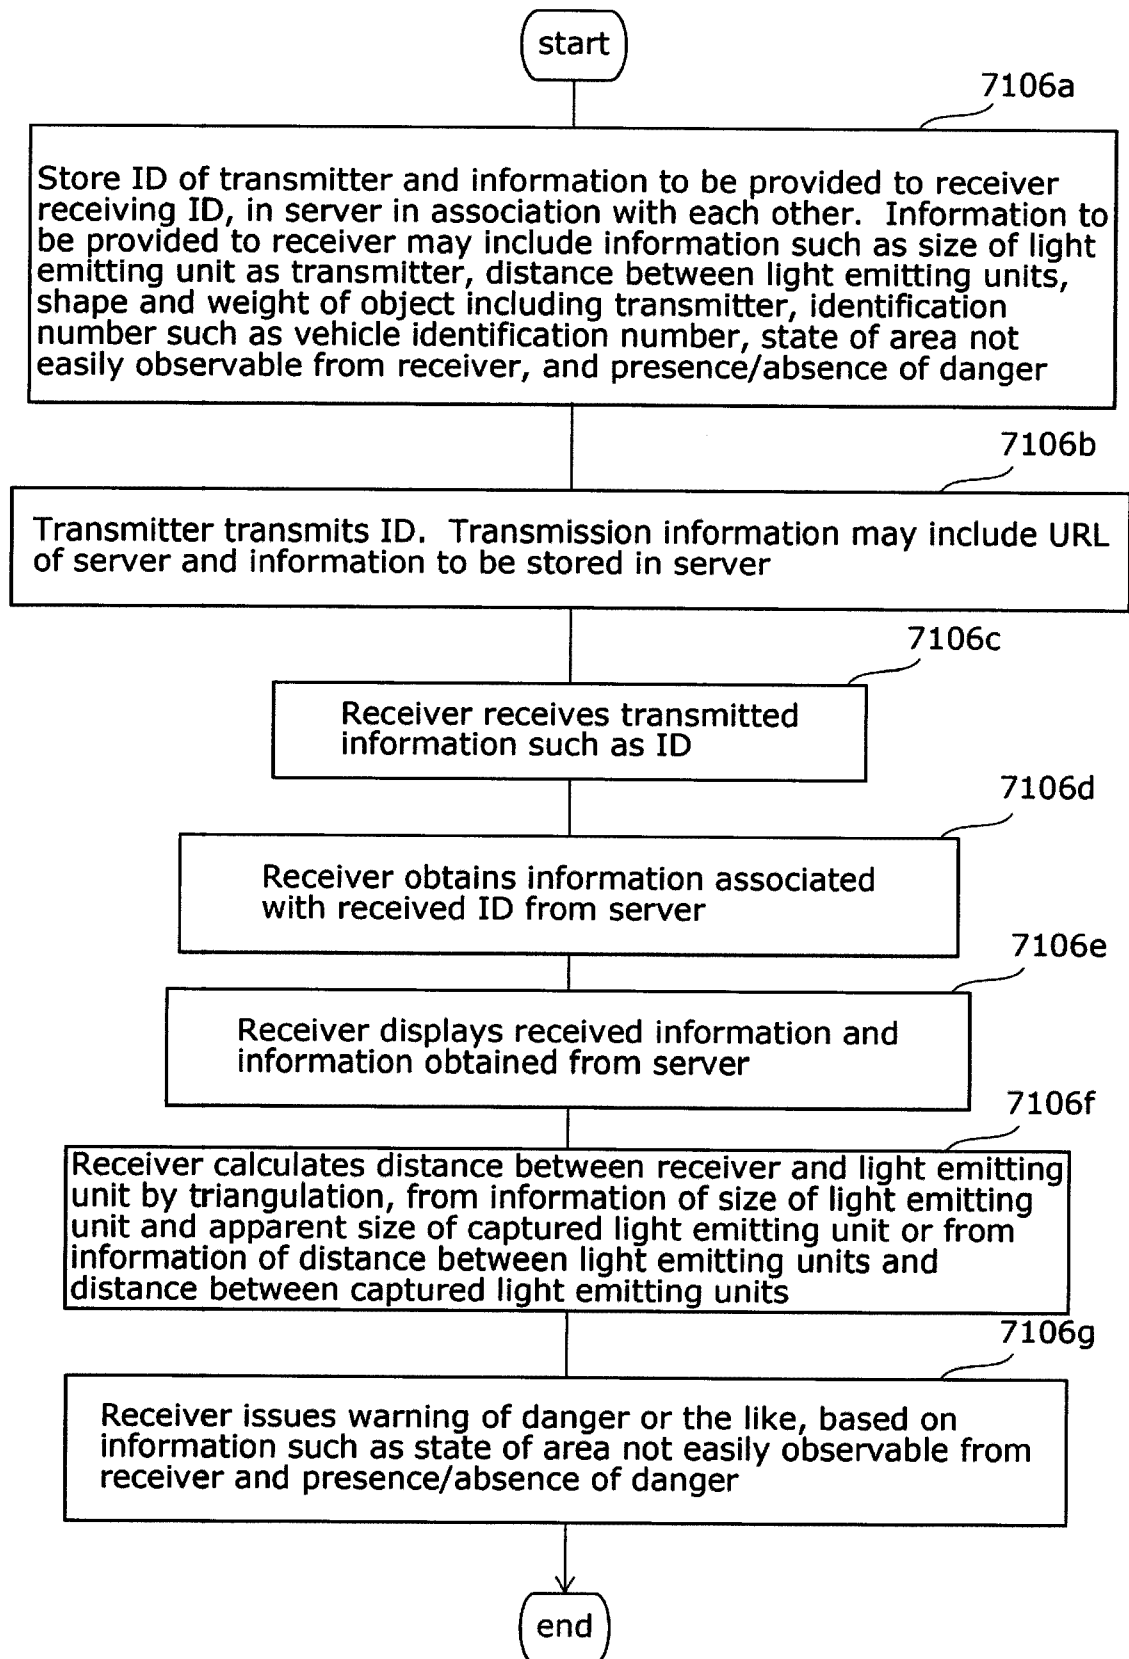 start
7106a
Store ID of transmitter and information to be provided to receiver
receiving ID, in server in association with each other. Information to
be provided to receiver may include information such as size of light
emitting unit as transmitter, distance between light emitting units,
shape and weight of object including transmitter, identification
number such as vehicle identification number, state of area not
easily observable from receiver, and presence/absence of danger
7106b
Transmitter transmits ID. Transmission information may include URL
of server and information to be stored in server
7106c
Receiver receives transmitted
information such as ID
7106d
Receiver obtains information associated
with received ID from server
7106e
Receiver displays received information and
information obtained from server
7106f
Receiver calculates distance between receiver and light emitting
unit by triangulation, from information of size of light emitting
unit and apparent size of captured light emitting unit or from
information of distance between light emitting units and
distance between captured light emitting units
7106g
Receiver issues warning of danger or the like, based on
information such as state of area not easily observable from
receiver and presence/absence of danger
end